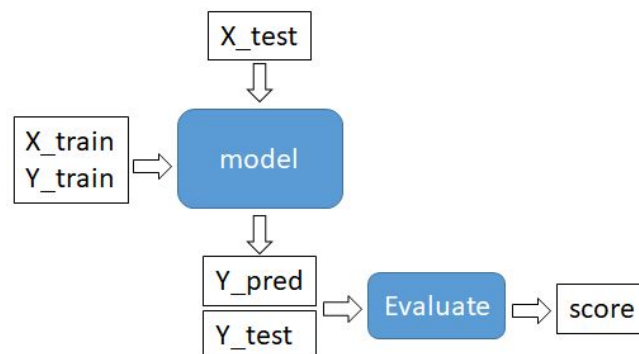 X_test
X_train
Y_train
model
Y_pred
Y_test
Evaluate
score